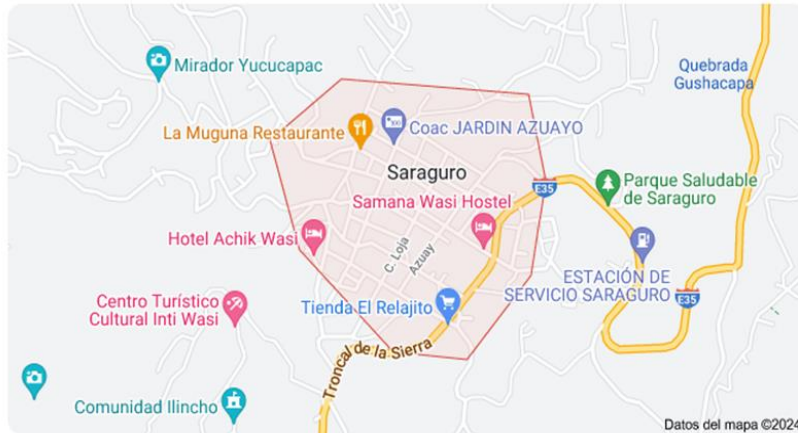 Mirador Yucucapac
Quebrada
Gushacapa
La Muguna Restaurante
Coac JARDIN AZUAYO
Saraguro
E35
Parque Saludable
de Saraguro
Samana Wasi Hostel
Hotel Achik Wasi
C. Loja
Azuay
ESTACIÓN DE
SERVICIO SARAGURO
E35
Centro Turístico
Cultural Inti Wasi
Tienda El Relajito
Troncal de la Sierra
Comunidad Ilincho
Datos del mapa ©2024